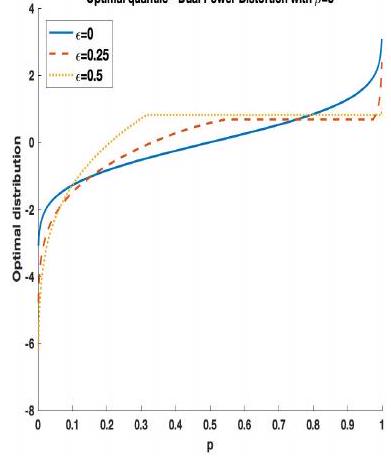 Optimal quantile - Dual Power Distortion with
4
2
0
-2
-4
-6
-8
ϵ=0
ϵ=0.25
ϵ=0.5
Optimal distribution
0 0.1 0.2 0.3 0.4 0.5 0.6 0.7 0.8 0.9 1
p